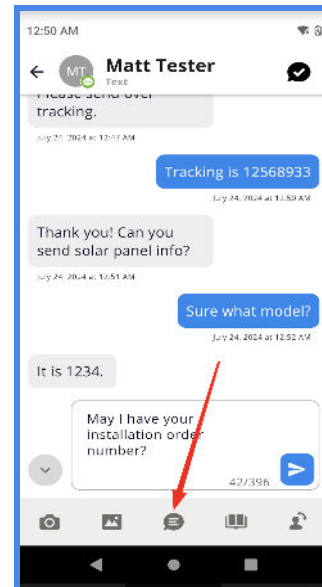 12:50 AM
MT
Matt Tester
Text
Please send over
tracking.
July 24, 2024 at 12:47 AM
Tracking is 12568933
July 24, 2024 at 12:50 AM
Thank you! Can you
send solar panel info?
July 24, 2024 at 12:51 AM
Sure what model?
July 24, 2024 at 12:52 AM
It is 1234.
May I have your
installation order
number?
42/396